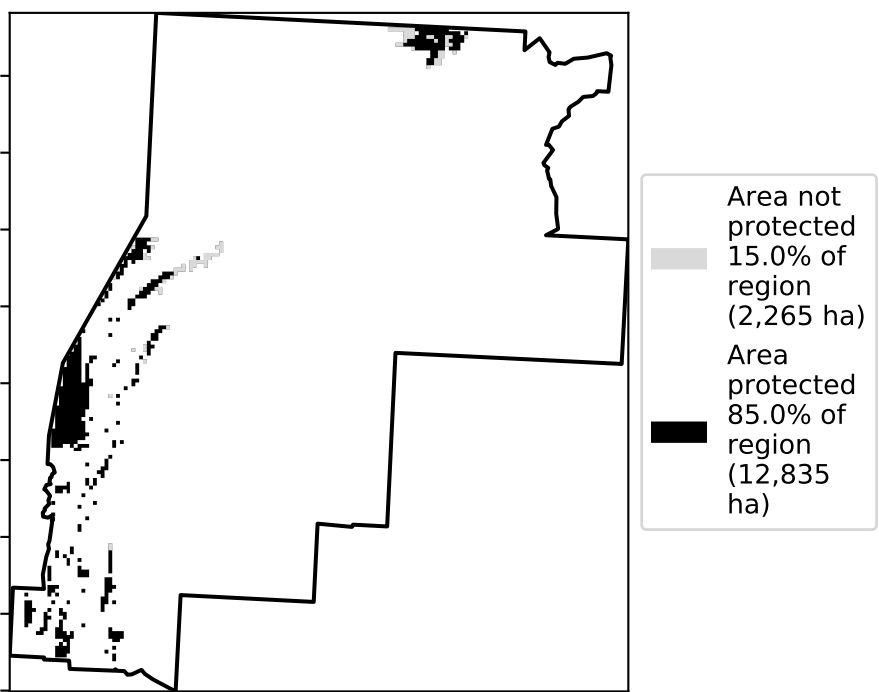 Area not
protected
15.0% of
region
(2,265 ha)
Area
protected
85.0% of
region
(12,835
ha)